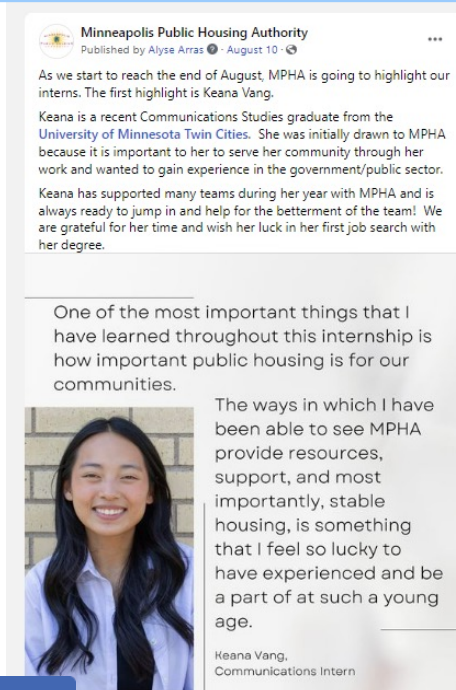 Minneapolis Public Housing Authority
Published by Alyse Arras · August 10 ·
As we start to reach the end of August, MPHA is going to highlight our
interns. The first highlight is Keana Vang.
Keana is a recent Communications Studies graduate from the
University of Minnesota Twin Cities. She was initially drawn to MPHA
because it is important to her to serve her community through her
work and wanted to gain experience in the government/public sector.
Keana has supported many teams during her year with MPHA and is
always ready to jump in and help for the betterment of the team! We
are grateful for her time and wish her luck in her first job search with
her degree.
One of the most important things that I
have learned throughout this internship is
how important public housing is for our
communities.
The ways in which I have
been able to see MPHA
provide resources,
support, and most
importantly, stable
housing, is something
that I feel so lucky to
have experienced and be
a part of at such a young
age.
Keana Vang,
Communications Intern